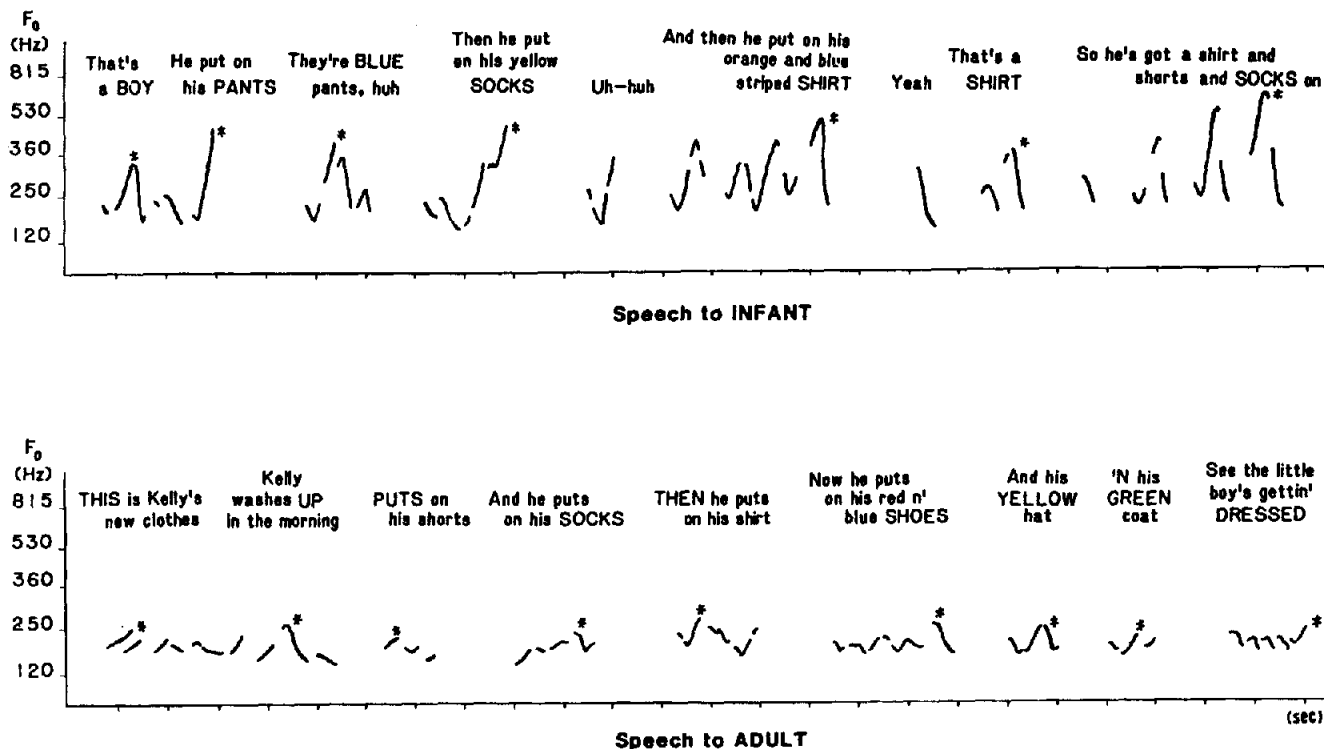 F₀
(Hz)
815
530
360
250
120
That's
a BOY
He put on
his PANTS
They're BLUE
pants, huh
Then he put
on his yellow
SOCKS
Uh-huh
And then he put on his
orange and blue
striped SHIRT
Yeah
That's a
SHIRT
So he's got a shirt and
shorts and SOCKS on
*
*
*
*
*
*
*
Speech to INFANT
F₀
(Hz)
815
530
360
250
120
THIS is Kelly's
new clothes
Kelly
washes UP
in the morning
PUTS on
his shorts
And he puts
on his SOCKS
THEN he puts
on his shirt
Now he puts
on his red n'
blue SHOES
And his
YELLOW
hat
'N his
GREEN
coat
See the little
boy's gettin'
DRESSED
*
*
*
*
*
*
*
*
*
(sec)
Speech to ADULT